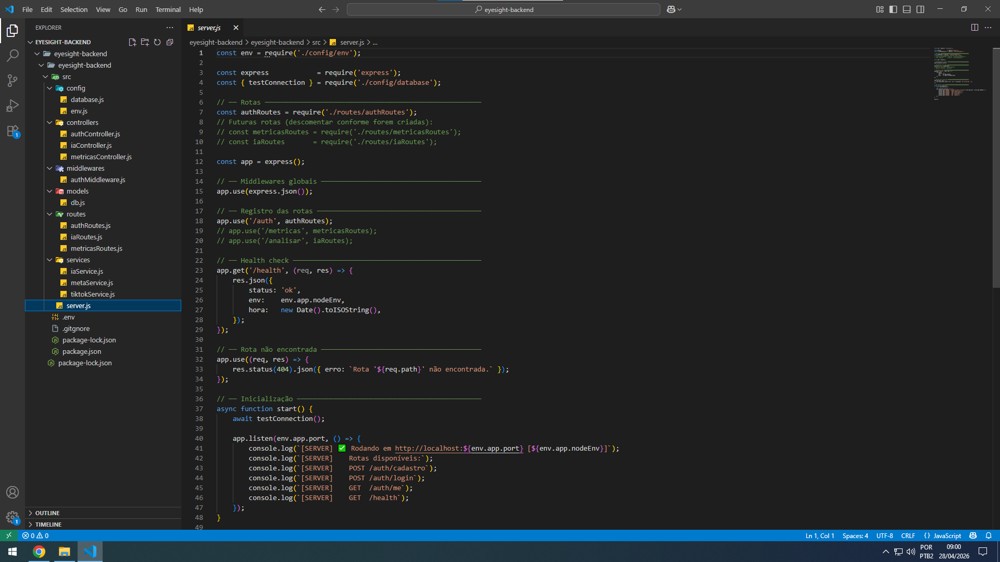 File Edit Selection View Go Run Terminal Help
eyesight-backend
EXPLORER
EYESIGHT-BACKEND
eyesight-backend
eyesight-backend
src
config
database.js
env.js
controllers
authController.js
iaController.js
metricasController.js
middlewares
authMiddleware.js
models
db.js
routes
authRoutes.js
iaRoutes.js
metricasRoutes.js
services
iaService.js
metaService.js
tiktokService.js
server.js
.env
.gitgnore
package-lock.json
package.json
package-lock.json
OUTLINE
TIMELINE
server.js
eyesight-backend > eyesight-backend > src > server.js > ...
1 const env = require('./config/env');
2
3 const express            = require('express');
4 const { testConnection } = require('./config/database');
5
6 // ── Rotas ──────────────────────────────────────────────────────
7 const authRoutes = require('./routes/authRoutes');
8 // Futuras rotas (descomentar conforme forem criadas):
9 // const metricasRoutes = require('./routes/metricasRoutes');
10 // const iaRoutes       = require('./routes/iaRoutes');
11
12 const app = express();
13
14 // ── Middlewares globais ────────────────────────────────────────
15 app.use(express.json());
16
17 // ── Registro das rotas ─────────────────────────────────────────
18 app.use('/auth', authRoutes);
19 // app.use('/metricas', metricasRoutes);
20 // app.use('/analisar', iaRoutes);
21
22 // ── Health check ───────────────────────────────────────────────
23 app.get('/health', (req, res) => {
24     res.json({
25         status: 'ok',
26         env:    env.app.nodeEnv,
27         hora:   new Date().toISOString(),
28     });
29 });
30
31 // ── Rota não encontrada ────────────────────────────────────────
32 app.use((req, res) => {
33     res.status(404).json({ erro: `Rota '${req.path}' não encontrada.` });
34 });
35
36 // ── Inicialização ──────────────────────────────────────────────
37 async function start() {
38     await testConnection();
39
40     app.listen(env.app.port, () => {
41         console.log(`[SERVER] ✅ Rodando em http://localhost:${env.app.port} [${env.app.nodeEnv}]`);
42         console.log(`[SERVER]    Rotas disponíveis:`);
43         console.log(`[SERVER]    POST /auth/cadastro`);
44         console.log(`[SERVER]    POST /auth/login`);
45         console.log(`[SERVER]    GET  /auth/me`);
46         console.log(`[SERVER]    GET  /health`);
47     });
48 }
49
1
1
0 0
Ln 1, Col 1 Spaces: 4 UTF-8 CRLF {} JavaScript
POR
PTB2
09:00
28/04/2026